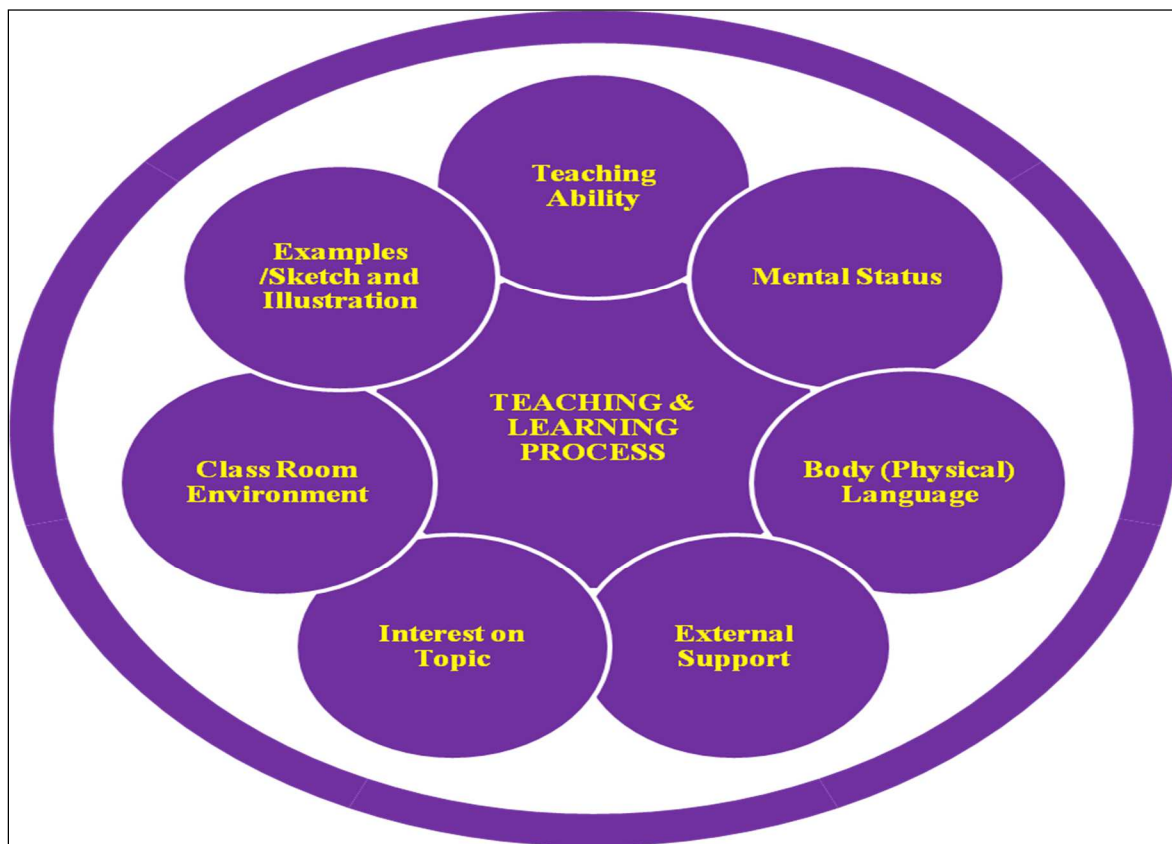 Teaching
Ability
Mental Status
Body (Physical)
Language
External
Support
Interest on
Topic
Class Room
Environment
Examples
/Sketch and
Illustration
TEACHING &
LEARNING
PROCESS